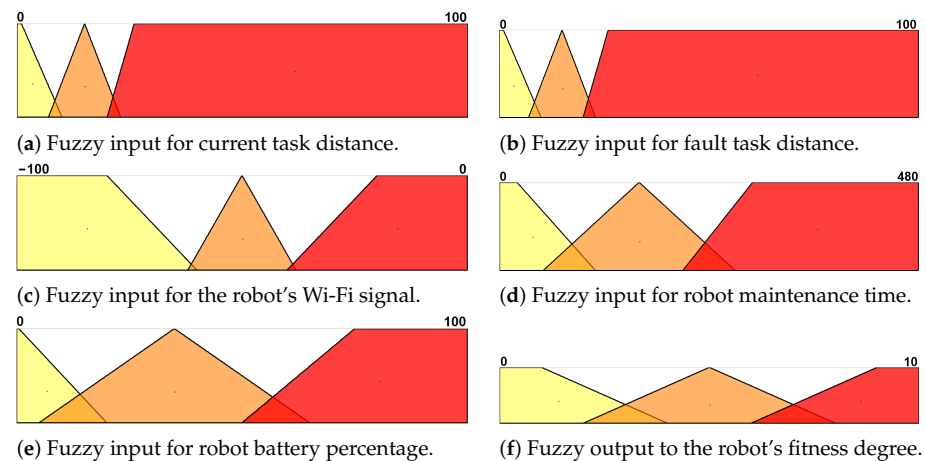 0 100
0 100
(a) Fuzzy input for current task distance.
(b) Fuzzy input for fault task distance.
−100 0
0 480
(c) Fuzzy input for the robot's Wi-Fi signal.
(d) Fuzzy input for robot maintenance time.
0 100
0 10
(e) Fuzzy input for robot battery percentage.
(f) Fuzzy output to the robot's fitness degree.